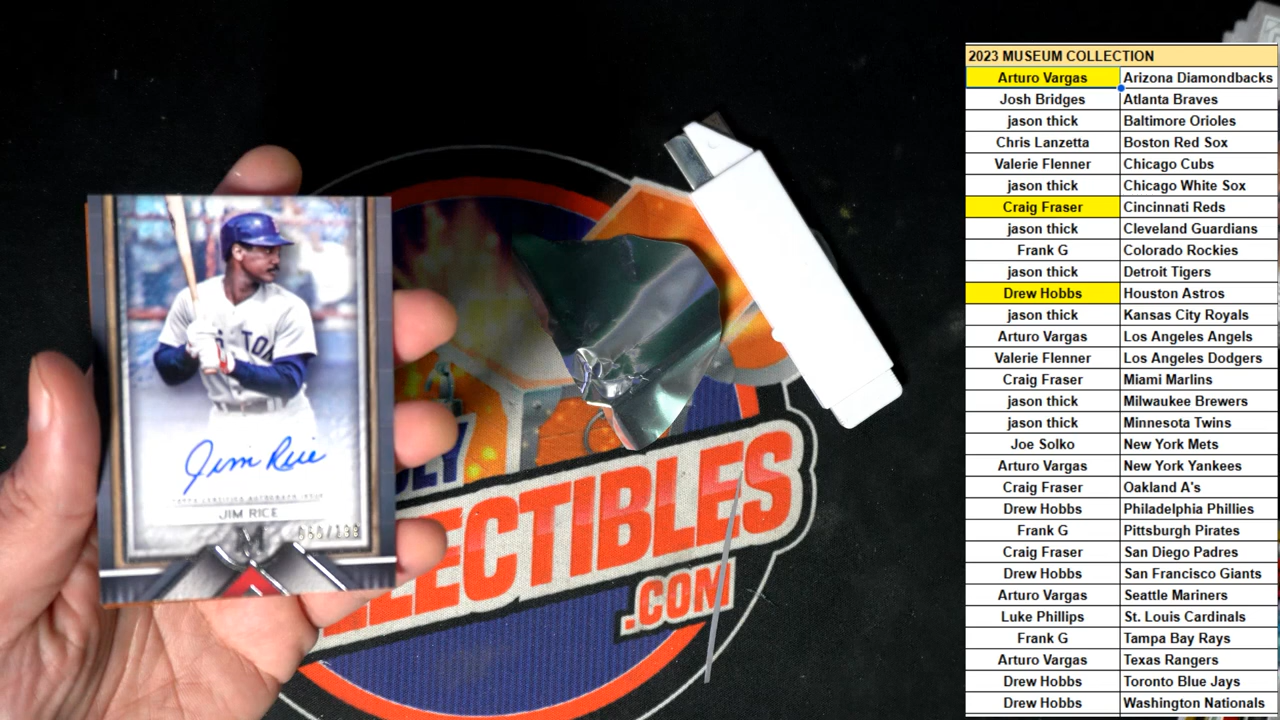 Jim Rice
TOPPS CERTIFIED AUTOGRAPH ISSUE
JIM RICE
LECTIBLES
.COM
2023 MUSEUM COLLECTION
Arturo Vargas Arizona Diamondbacks
Josh Bridges Atlanta Braves
jason thick Baltimore Orioles
Chris Lanzetta Boston Red Sox
Valerie Flenner Chicago Cubs
jason thick Chicago White Sox
Craig Fraser Cincinnati Reds
jason thick Cleveland Guardians
Frank G Colorado Rockies
jason thick Detroit Tigers
Drew Hobbs Houston Astros
jason thick Kansas City Royals
Arturo Vargas Los Angeles Angels
Valerie Flenner Los Angeles Dodgers
Craig Fraser Miami Marlins
jason thick Milwaukee Brewers
jason thick Minnesota Twins
Joe Solko New York Mets
Arturo Vargas New York Yankees
Craig Fraser Oakland A's
Drew Hobbs Philadelphia Phillies
Frank G Pittsburgh Pirates
Craig Fraser San Diego Padres
Drew Hobbs San Francisco Giants
Arturo Vargas Seattle Mariners
Luke Phillips St. Louis Cardinals
Frank G Tampa Bay Rays
Arturo Vargas Texas Rangers
Drew Hobbs Toronto Blue Jays
Drew Hobbs Washington Nationals